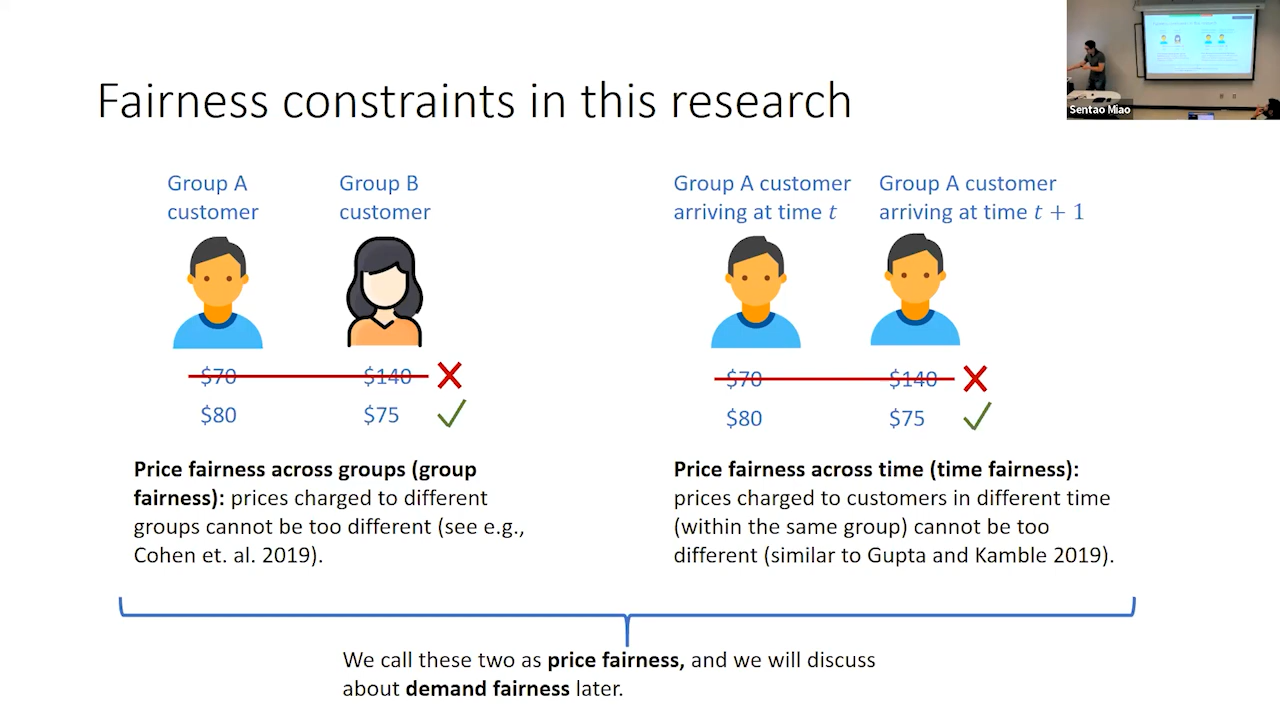 Fairness constraints in this research
Sentao Miao
Group A
customer
Group B
customer
$70
$140
$80
$75
Price fairness across groups (group
fairness): prices charged to different
groups cannot be too different (see e.g.,
Cohen et. al. 2019).
Group A customer
arriving at time t
Group A customer
arriving at time t + 1
$70
$140
$80
$75
Price fairness across time (time fairness):
prices charged to customers in different time
(within the same group) cannot be too
different (similar to Gupta and Kamble 2019).
We call these two as price fairness, and we will discuss
about demand fairness later.